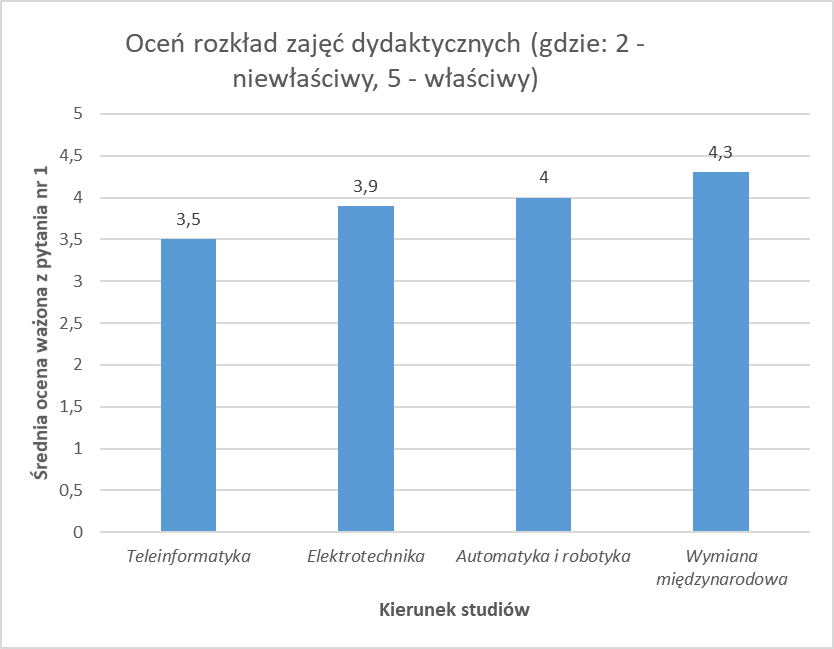 Oceń rozkład zajęć dydaktycznych (gdzie: 2 -
niewłaściwy, 5 - właściwy)
Średnia ocena ważona z pytania nr 1
5
4,5
4
3,5
3
2,5
2
1,5
1
0,5
0
3,5
3,9
4
4,3
Teleinformatyka
Elektrotechnika
Automatyka i robotyka
Wymiana
międzynarodowa
Kierunek studiów